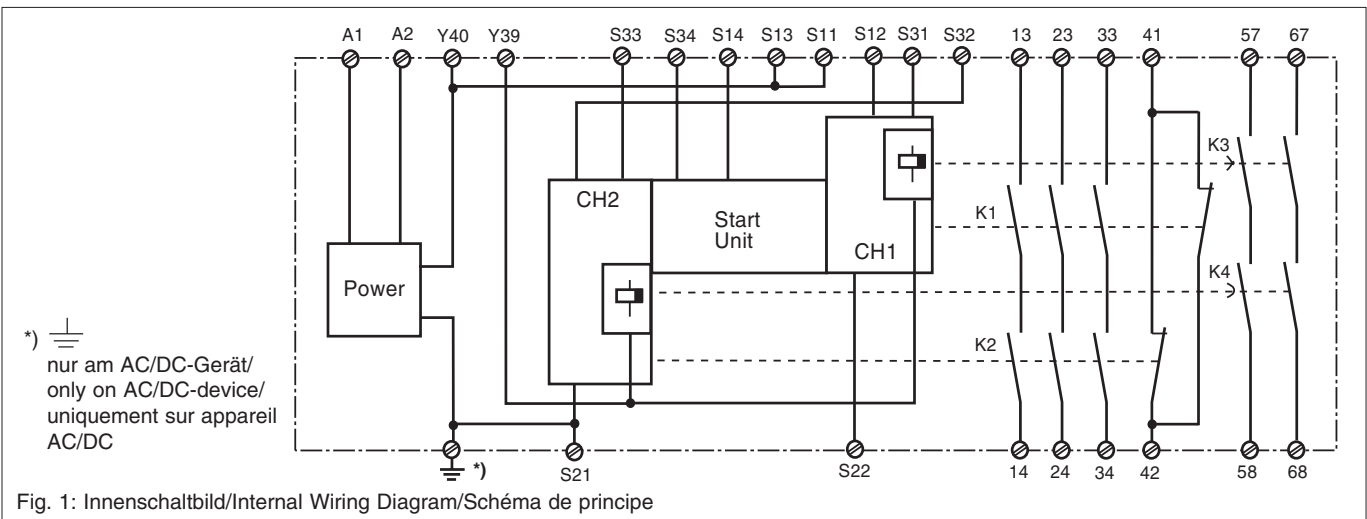 A1 A2 Y40 Y39 S33 S34 S14 S13 S11 S12 S31 S32 13 23 33 41 57 67
K3
CH2
Start
Unit
K1
CH1
Power
K4
*)
nur am AC/DC-Gerät/
only on AC/DC-device/
uniquement sur appareil
AC/DC
K2
*) S21 S22 14 24 34 42 58 68
Fig. 1: Innenschaltbild/Internal Wiring Diagram/Schéma de principe